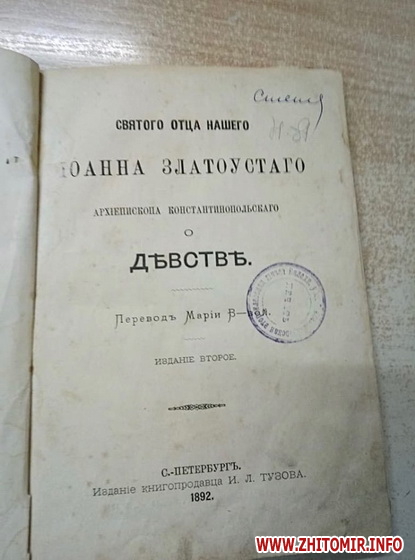 СВЯТОГО ОТЦА НАШЕГО
ІОАННА ЗЛАТОУСТАГО
АРХІЕПИСКОПА КОНСТАНТИНОПОЛЬСКАГО
О
ДѢВСТВѢ.
Переводъ Маріи В—вой.
ИЗДАНІЕ ВТОРОЕ.
С.-ПЕТЕРБУРГЪ.
Изданіе книгопродавца И. Л. ТУЗОВА.
1892.
WWW.ZHITOMIR.INFO